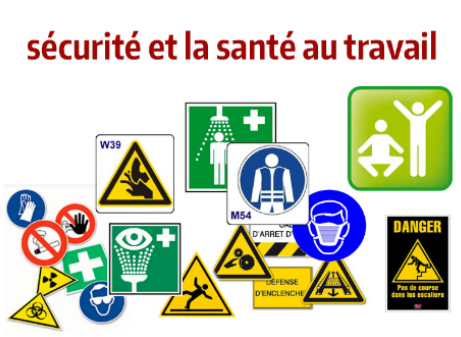 sécurité et la santé au travail
W39
M54
D'ARRET D'
DÉFENSE
D'ENCLENCHE
DANGER
Pas de course
dans les escaliers